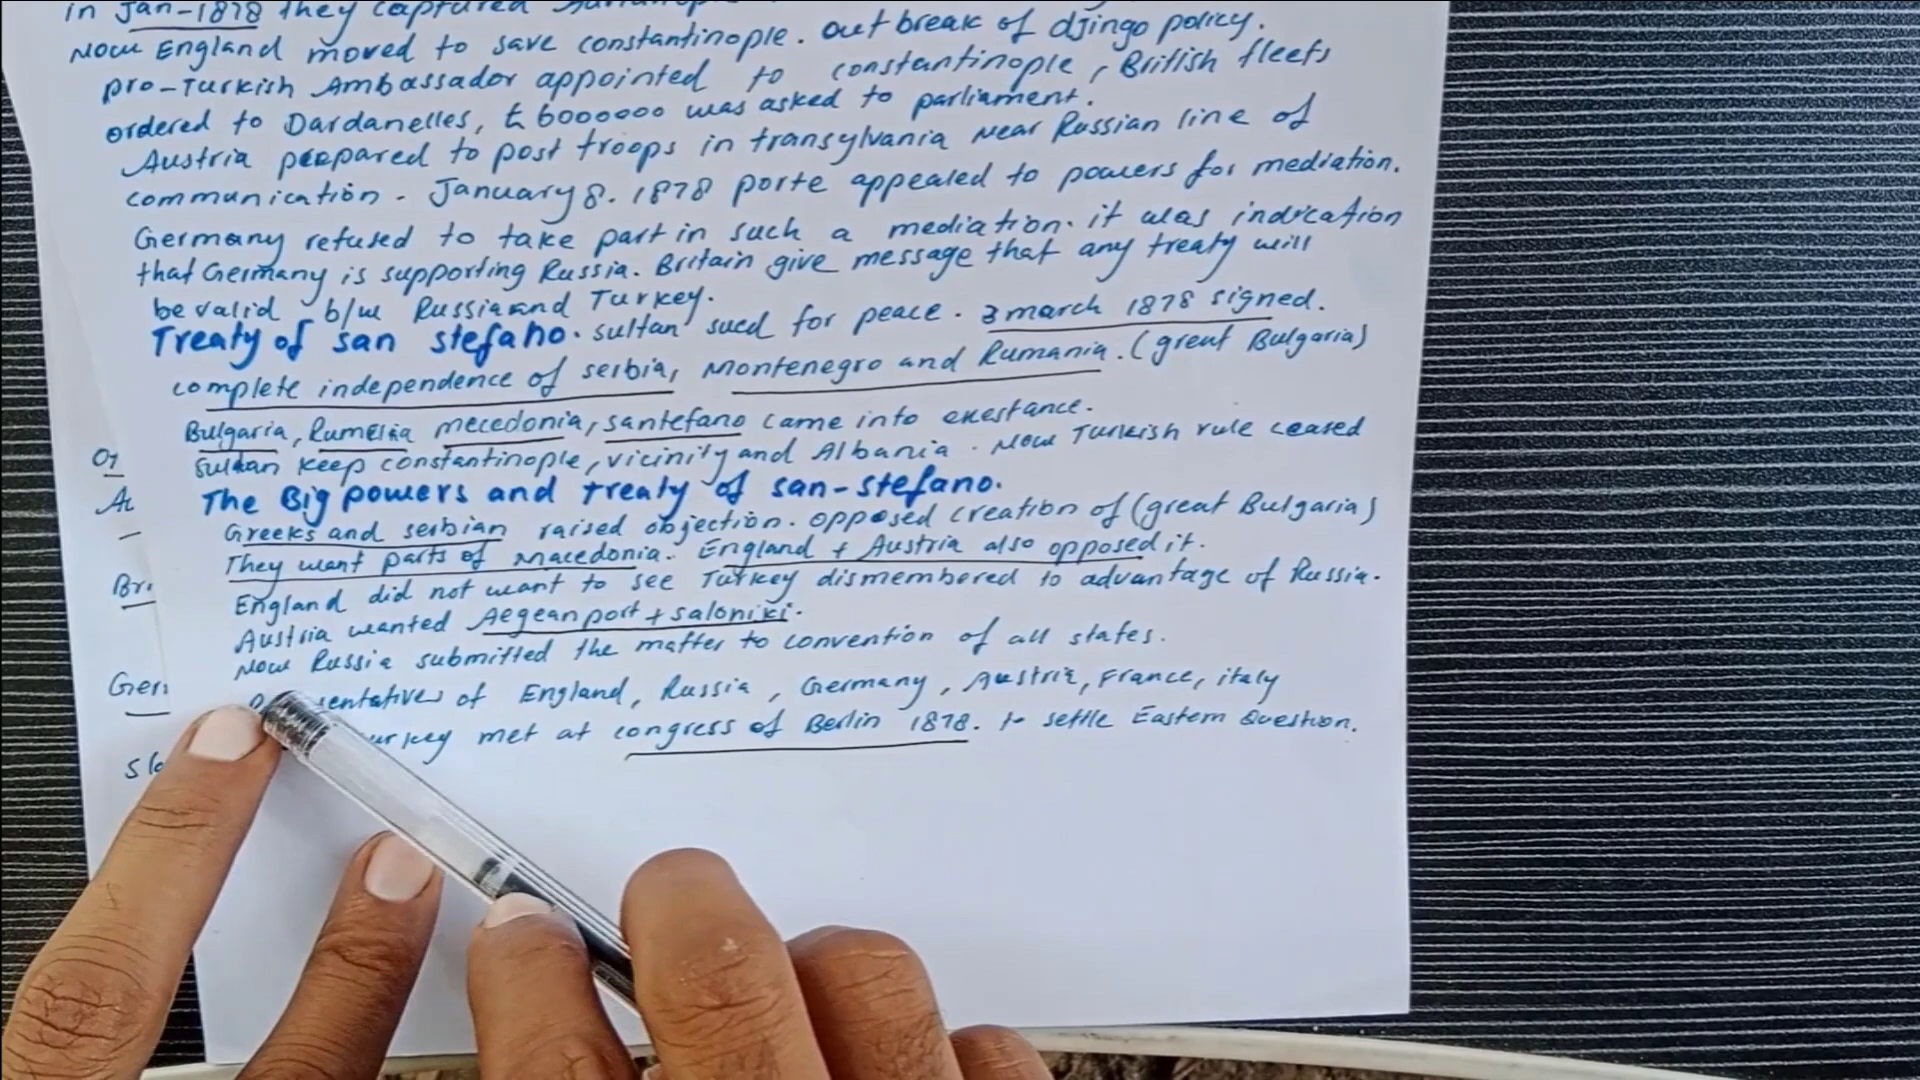 in Jan-1878 they captured
Now England moved to save constantinople. out break of djingo policy.
pro-Turkish Ambassador appointed to constantinople, British fleets
ordered to Dardanelles, £ 6000000 was asked to parliament.
Austria prepared to post troops in transylvania near Russian line of
communication - January 8. 1878 porte appealed to powers for mediation.
Germany refused to take part in such a mediation. it was indication
that Germany is supporting Russia. Britain give message that any treaty will
be valid b/w Russia and Turkey.
Treaty of san stefano. sultan sued for peace. 3 march 1878 signed.
complete independence of serbia, Montenegro and Rumania. (great Bulgaria)
Bulgaria, Rumelia mecedonia, santefano came into exestance.
sultan keep constantinople, vicinity and Albania. Now Turkish rule ceased
The Big powers and treaty of san-stefano.
Greeks and serbian raised objection. opposed creation of (great Bulgaria)
They want parts of Macedonia. England + Austria also opposed it.
England did not want to see Turkey dismembered to advantage of Russia.
Austria wanted Aegean port + saloniki.
Now Russia submitted the matter to convention of all states.
of England, Russia, Germany, Austria, France, italy
met at congress of Berlin 1878. to settle Eastern Question.